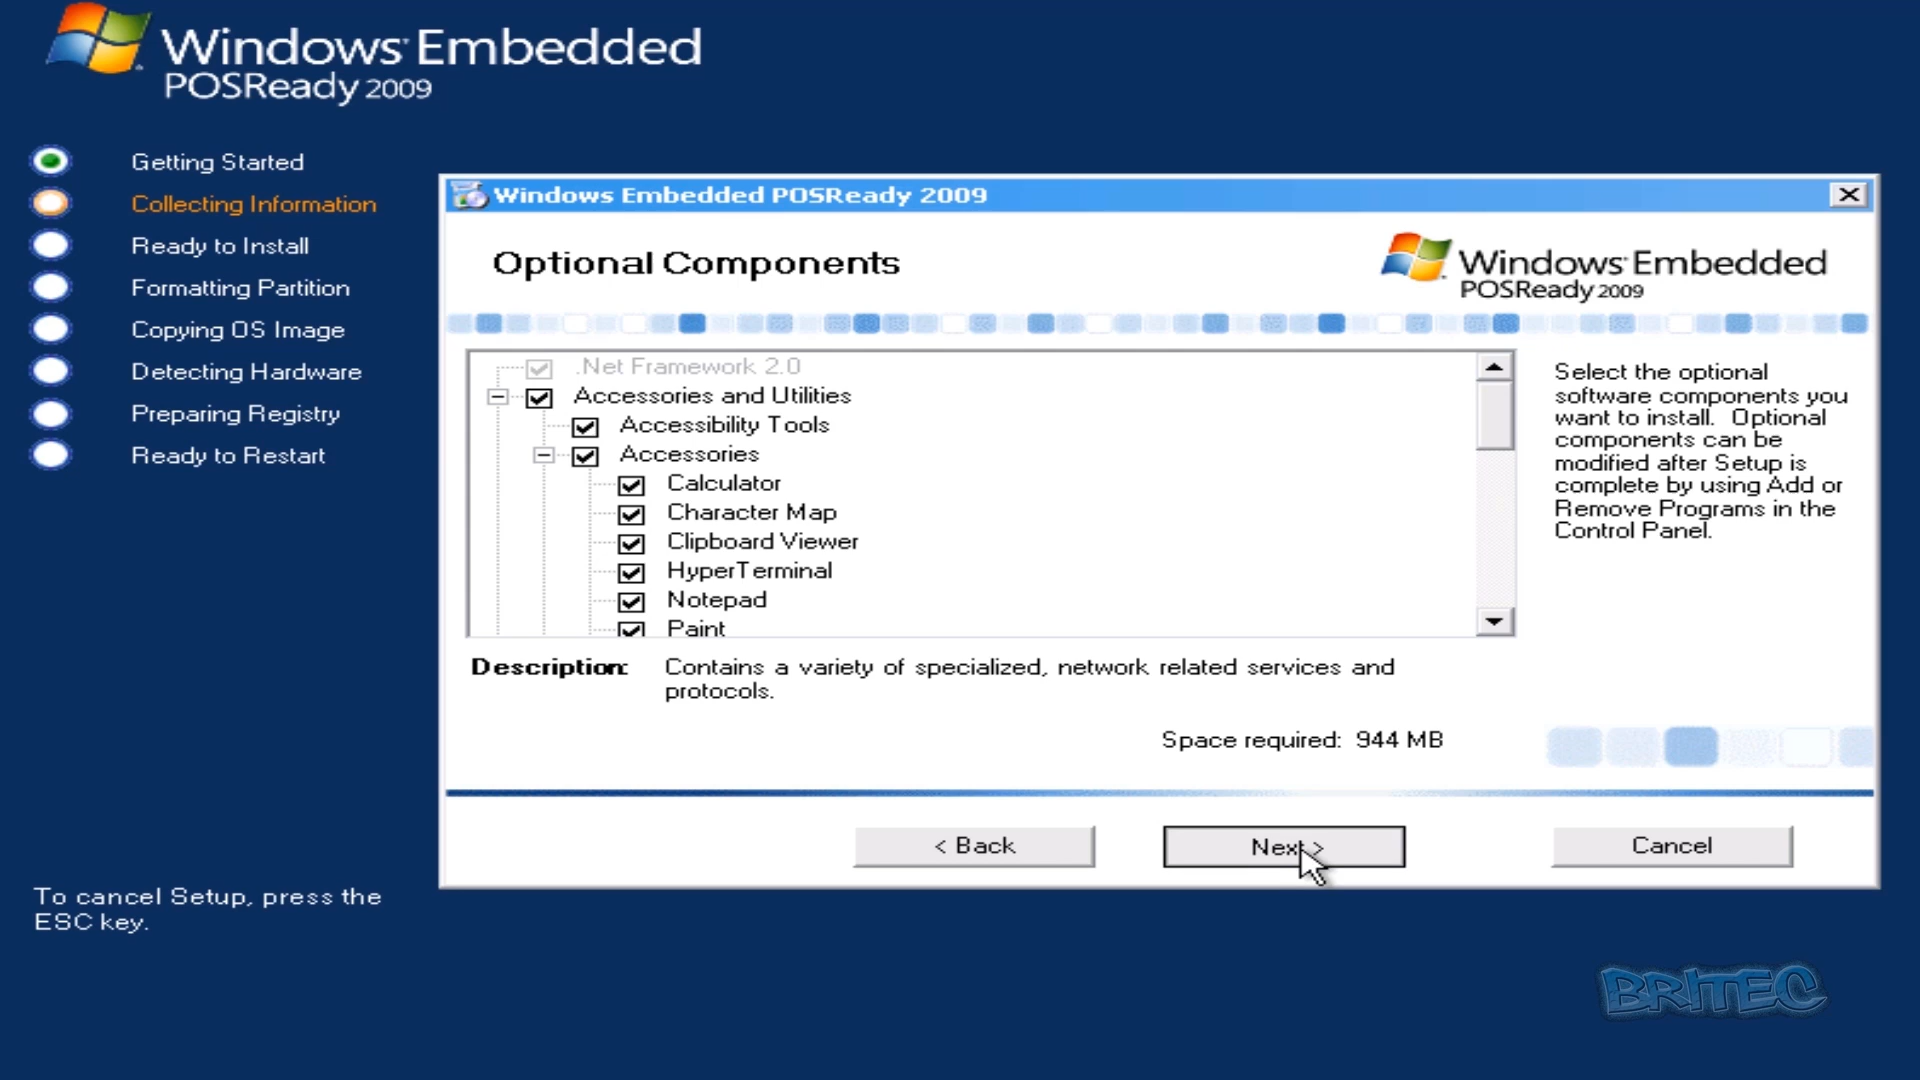 Windows Embedded
POSReady 2009
Getting Started
Collecting Information
Ready to Install
Formatting Partition
Copying OS Image
Detecting Hardware
Preparing Registry
Ready to Restart
To cancel Setup, press the
ESC key.
Windows Embedded POSReady 2009
Optional Components
Windows Embedded
POSReady 2009
.Net Framework 2.0
Accessories and Utilities
Accessibility Tools
Accessories
Calculator
Character Map
Clipboard Viewer
HyperTerminal
Notepad
Paint
Select the optional
software components you
want to install. Optional
components can be
modified after Setup is
complete by using Add or
Remove Programs in the
Control Panel.
Description: Contains a variety of specialized, network related services and
protocols.
Space required: 944 MB
< Back
Next >
Cancel
BRITEC